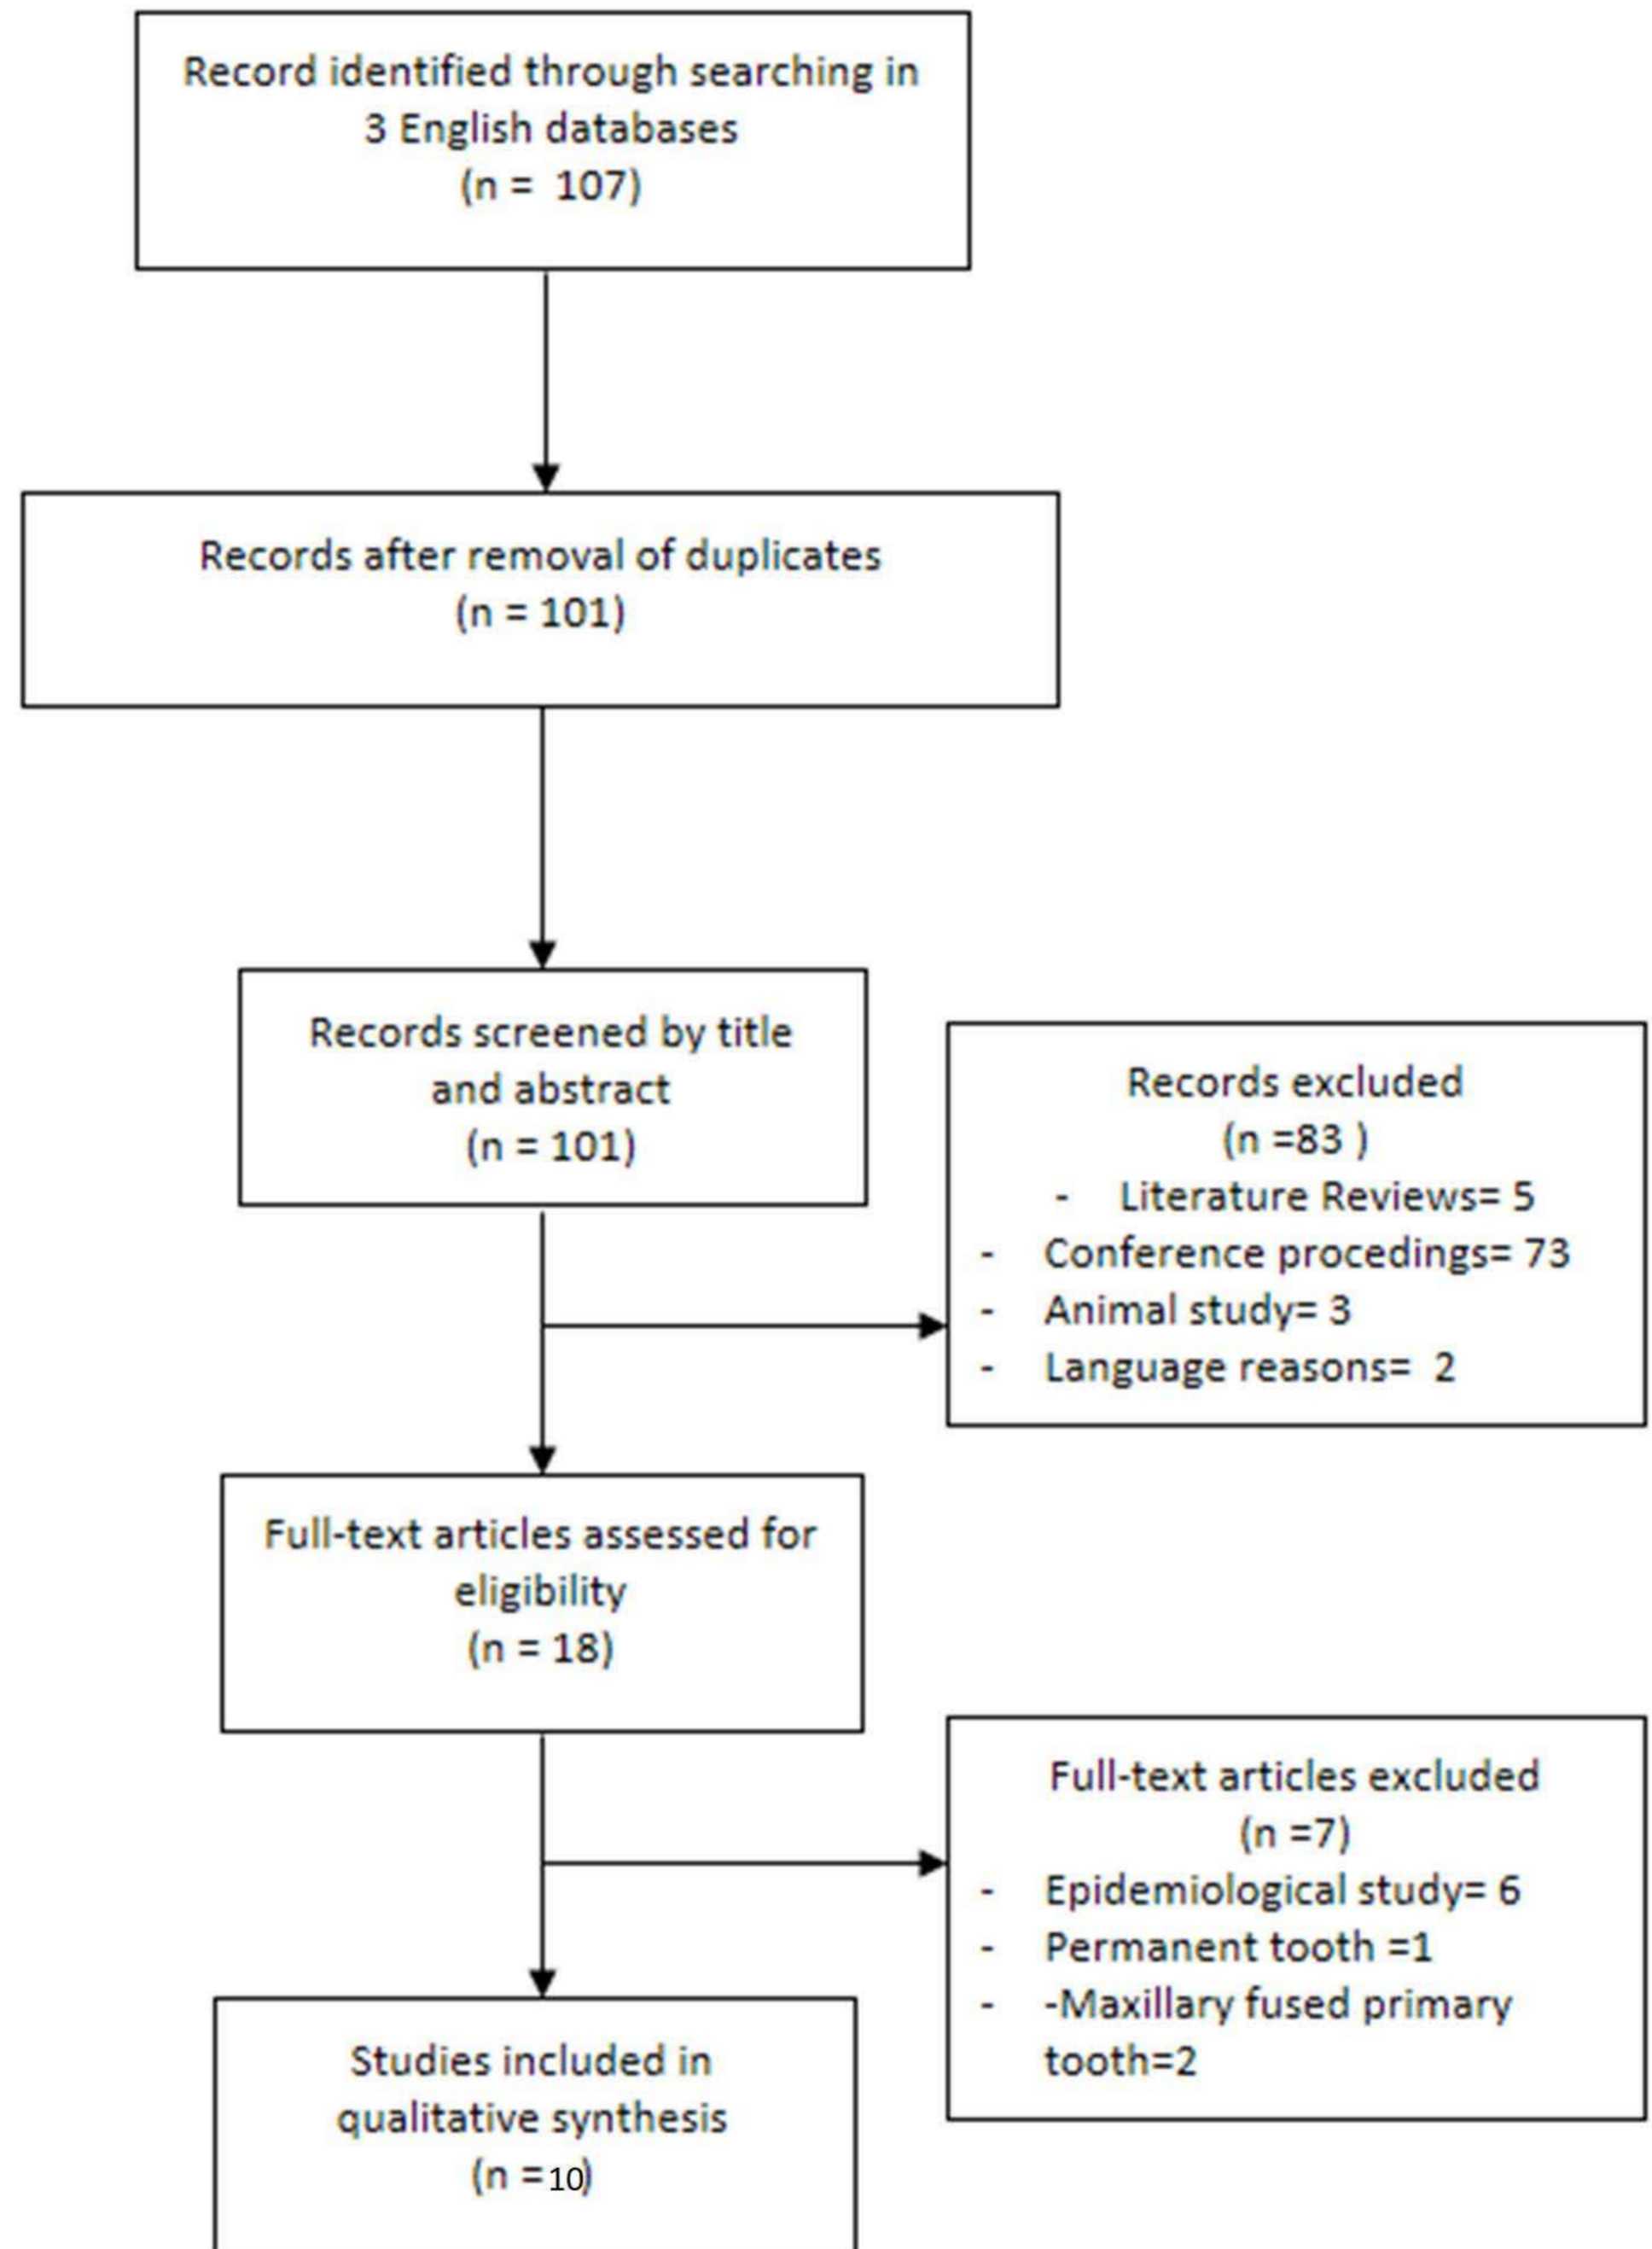 Record identified through searching in
3 English databases
(n =  107)
Records after removal of duplicates
(n = 101)
Records screened by title
and abstract
(n = 101)
Records excluded
(n =83 )
-    Literature Reviews= 5
-    Conference procedings= 73
-    Animal study= 3
-    Language reasons=  2
Full-text articles assessed for
eligibility
(n = 18)
Full-text articles excluded
(n =7)
-    Epidemiological study= 6
-    Permanent tooth =1
-    -Maxillary fused primary
tooth=2
Studies included in
qualitative synthesis
(n =10)